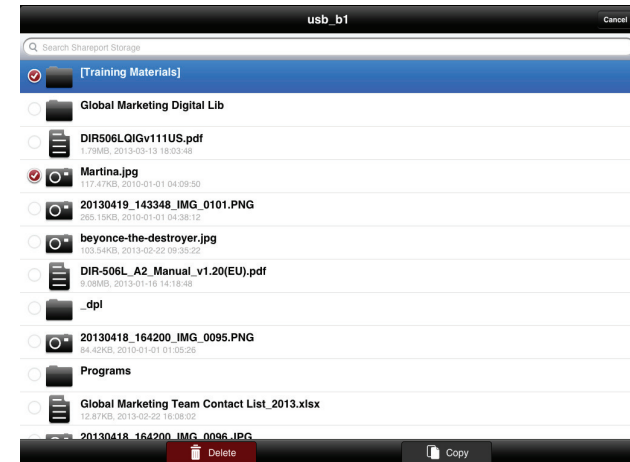 usb_b1
Cancel
Search Shareport Storage
[Training Materials]
Global Marketing Digital Lib
DIR506LQIGv111US.pdf
1.79MB, 2013-03-13 18:03:48
Martina.jpg
117.47KB, 2010-01-01 04:09:50
20130419_143348_IMG_0101.PNG
265.15KB, 2010-01-01 04:38:12
beyonce-the-destroyer.jpg
103.54KB, 2013-02-22 09:35:22
DIR-506L_A2_Manual_v1.20(EU).pdf
9.08MB, 2013-01-16 14:18:48
_dpl
20130418_164200_IMG_0095.PNG
84.42KB, 2010-01-01 01:05:26
Programs
Global Marketing Team Contact List_2013.xlsx
12.87KB, 2013-02-22 16:08:02
20130418_164200_IMG_0096.JPG
Delete
Copy